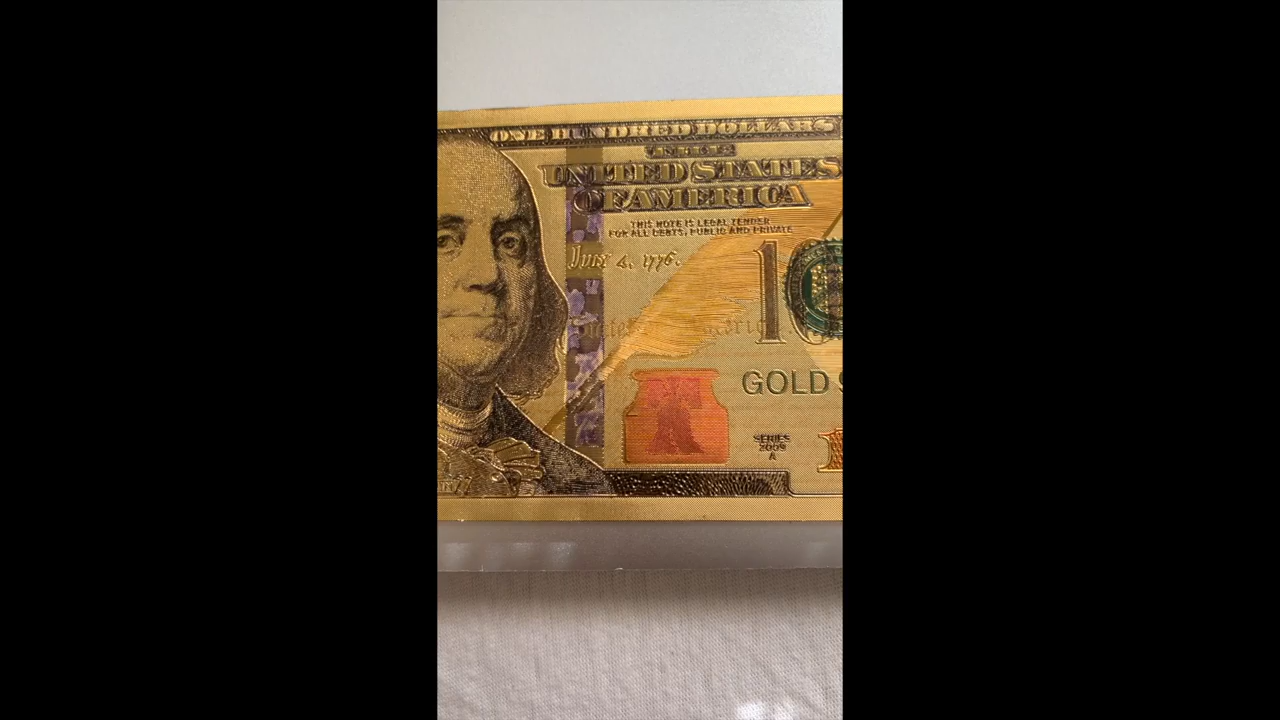 ONE HUNDRED DOLLARS
UNITED STATES
OF AMERICA
THIS NOTE IS LEGAL TENDER
FOR ALL DEBTS, PUBLIC AND PRIVATE
July 4, 1776.
GOLD
SERIES
2009
A